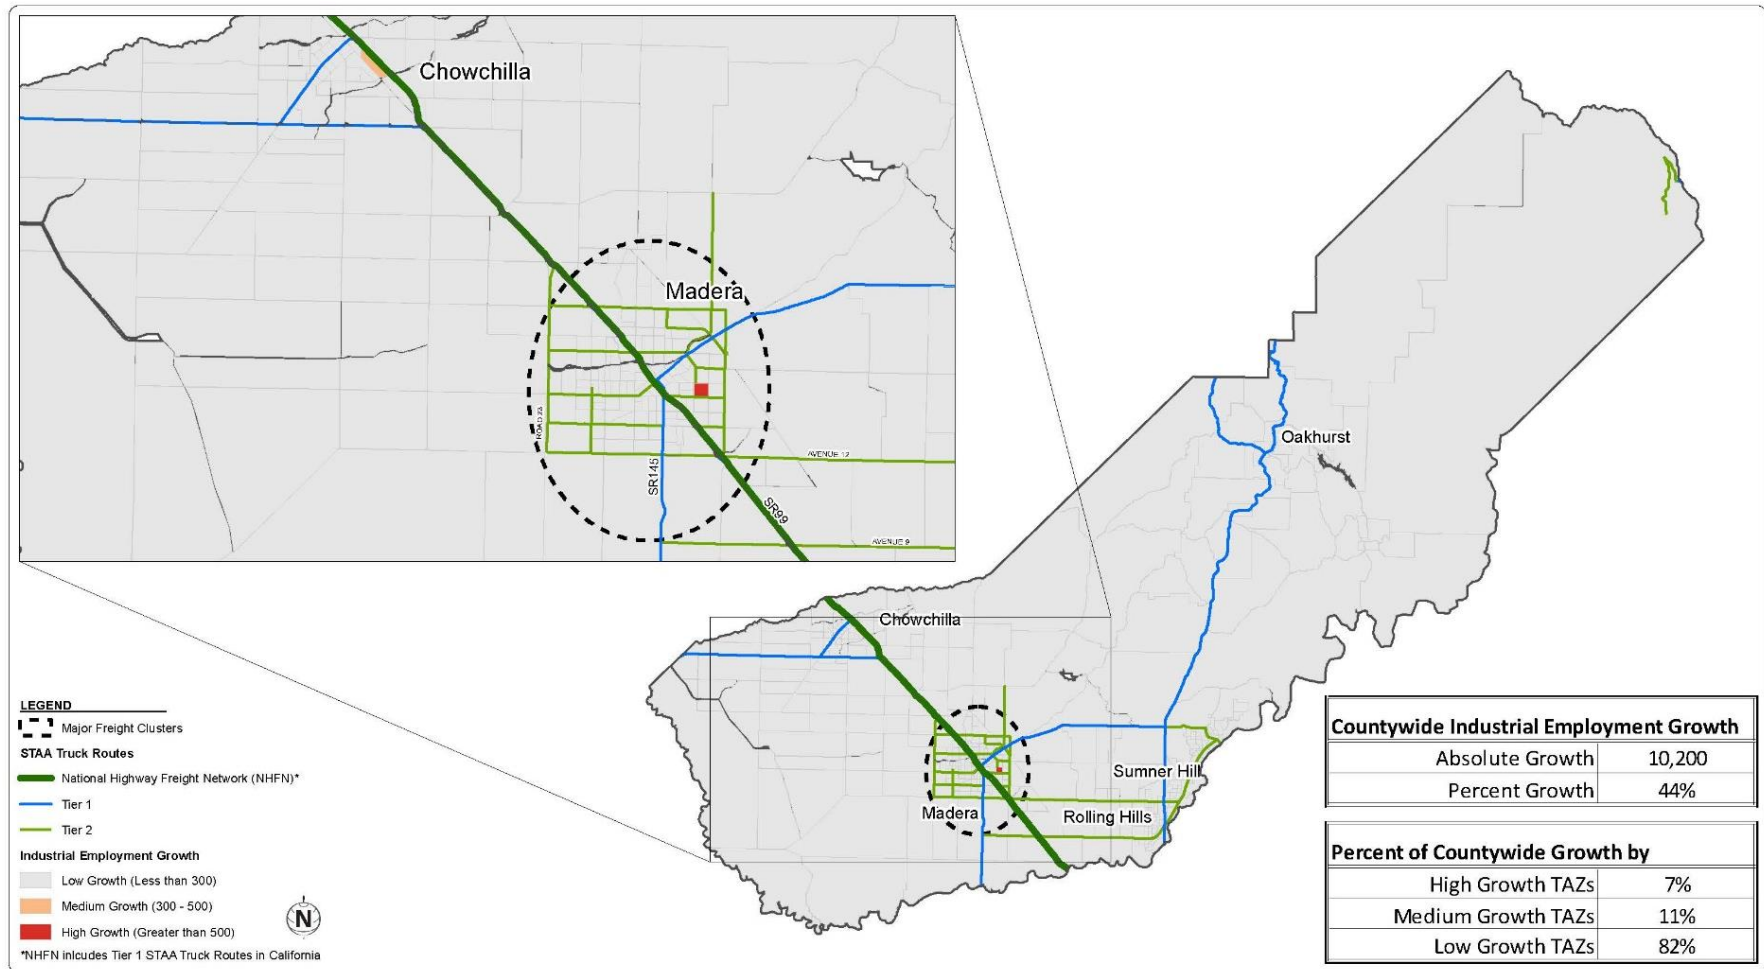 Chowchilla
Madera
ROAD 23
AVENUE 12
SR145
SR99
AVENUE 9
Oakhurst
Chowchilla
Sumner Hill
Madera
Rolling Hills
LEGEND
Major Freight Clusters
STAA Truck Routes
National Highway Freight Network (NHFN)*
Tier 1
Tier 2
Industrial Employment Growth
Low Growth (Less than 300)
Medium Growth (300 - 500)
High Growth (Greater than 500)
N
*NHFN inlcudes Tier 1 STAA Truck Routes in California
Countywide Industrial Employment Growth
Absolute Growth 10,200
Percent Growth 44%
Percent of Countywide Growth by
High Growth TAZs 7%
Medium Growth TAZs 11%
Low Growth TAZs 82%